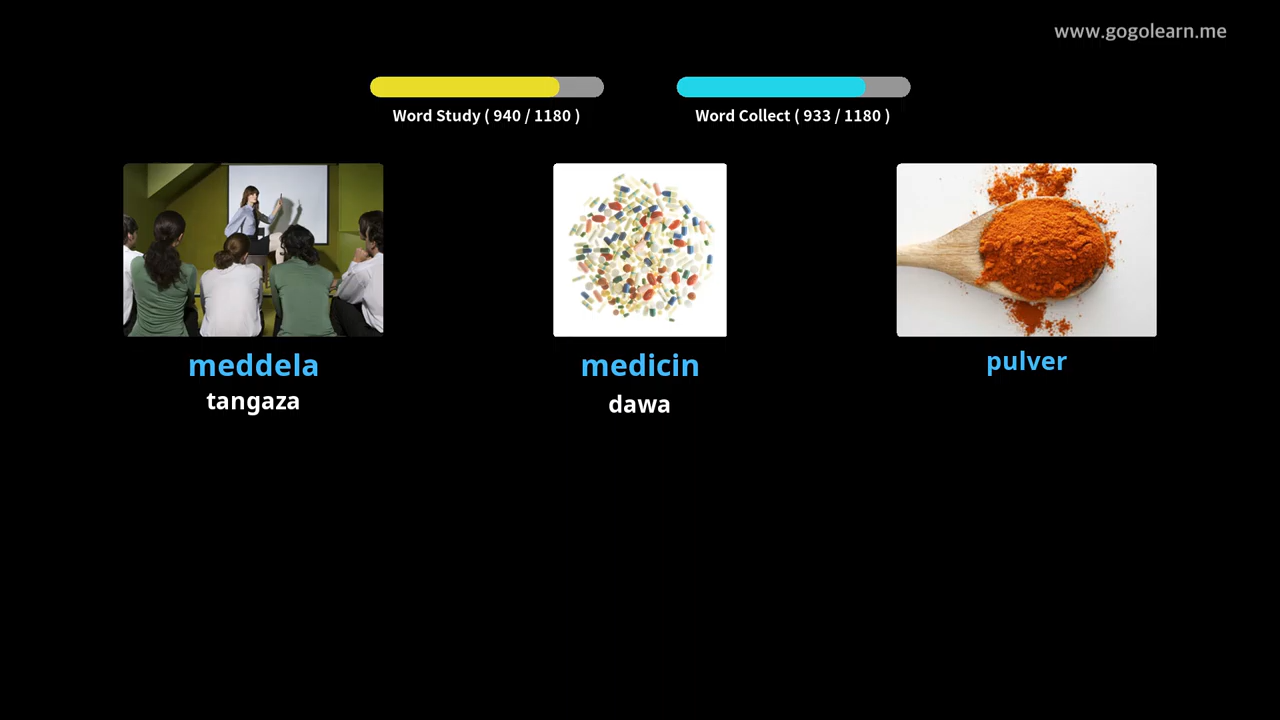 www.gogolearn.me
Word Study ( 940 / 1180 )
Word Collect ( 933 / 1180 )
meddela
tangaza
medicin
dawa
pulver